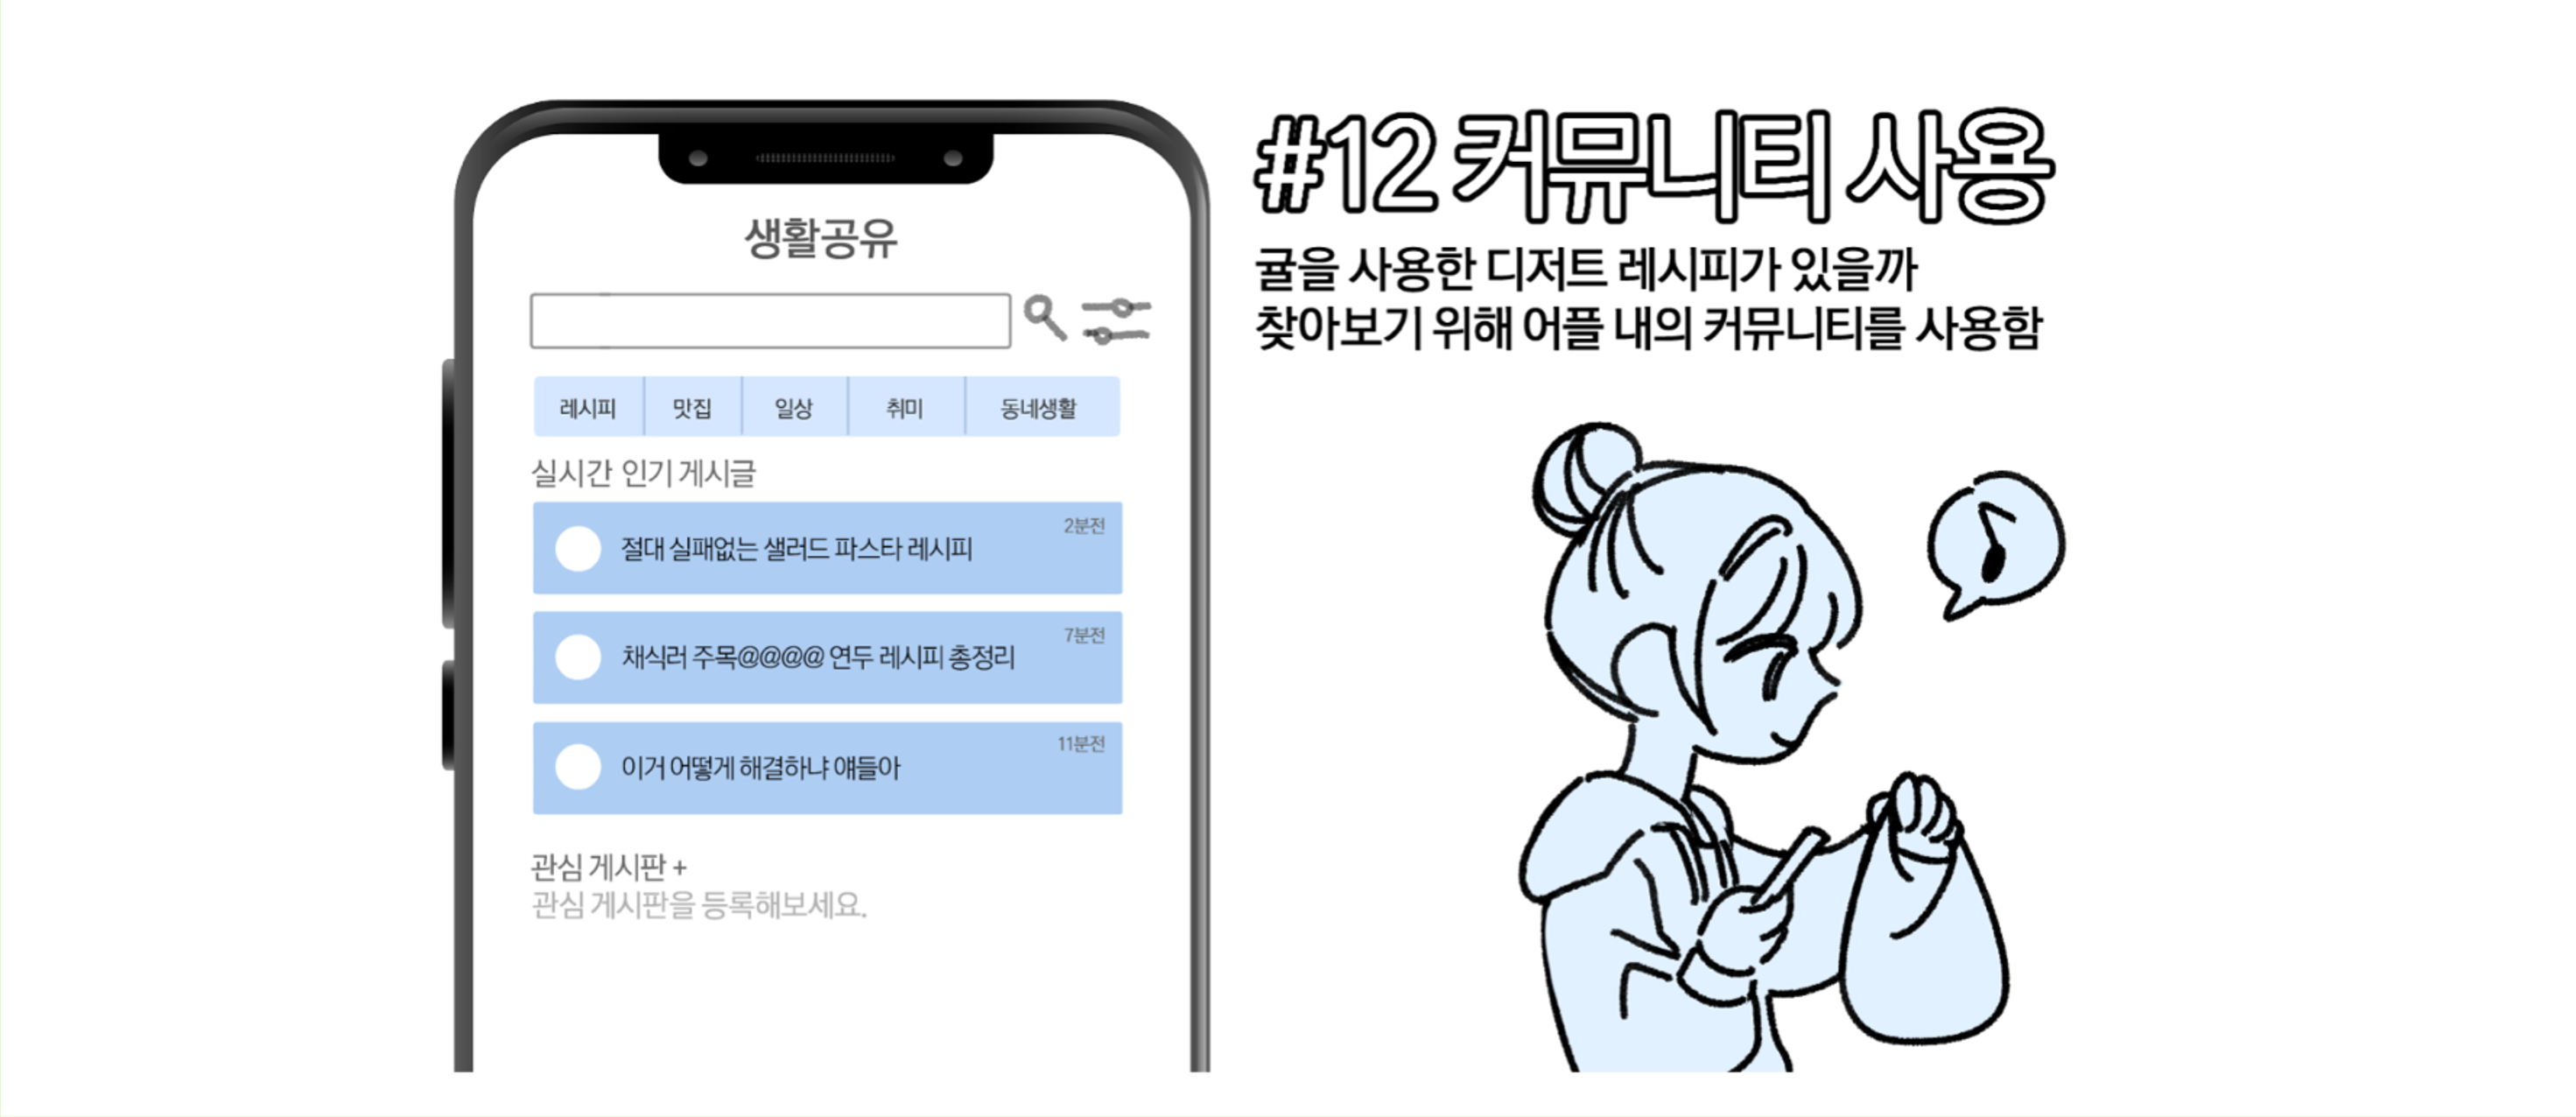 생활공유
레시피 맛집 일상 취미 동네생활
실시간 인기 게시글
2분전
절대 실패없는 샐러드 파스타 레시피
7분전
채식러 주목@@@@ 연두 레시피 총정리
11분전
이거 어떻게 해결하냐 얘들아
관심 게시판 +
관심 게시판을 등록해보세요.
#12 커뮤니티 사용
귤을 사용한 디저트 레시피가 있을까
찾아보기 위해 어플 내의 커뮤니티를 사용함